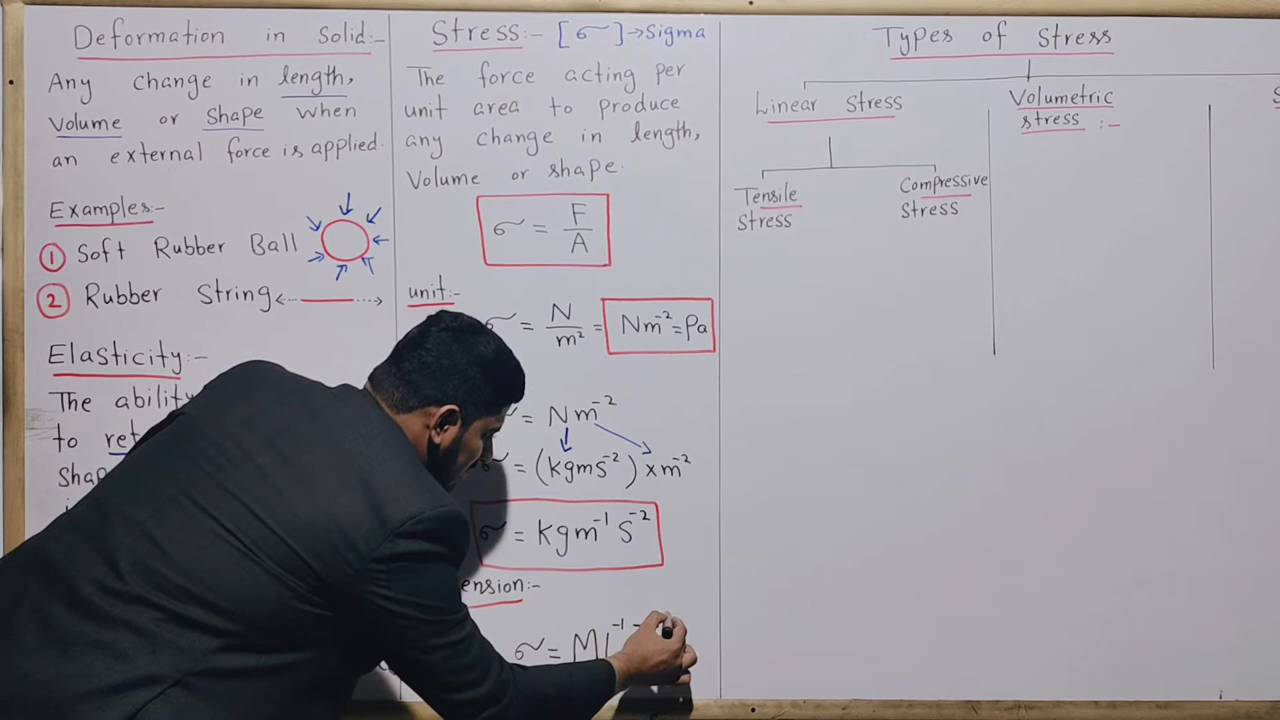 Deformation in Solid:-
Any change in length,
Volume or Shape when
an external force is applied.
Examples:-
1 Soft Rubber Ball
2 Rubber String
Elasticity:-
The ability
to
Stress:- [σ]→Sigma
The force acting per
unit area to produce
any change in length,
Volume or shape.
σ = F/A
unit:-
σ = N/m² = Nm⁻²=Pa
= Nm⁻²
σ = (kgms⁻²) x m⁻²
σ = kgm⁻¹s⁻²
ension:-
σ = ML⁻¹
Types of Stress
Linear Stress
Tensile
Stress
Compressive
Stress
Volumetric
stress :-